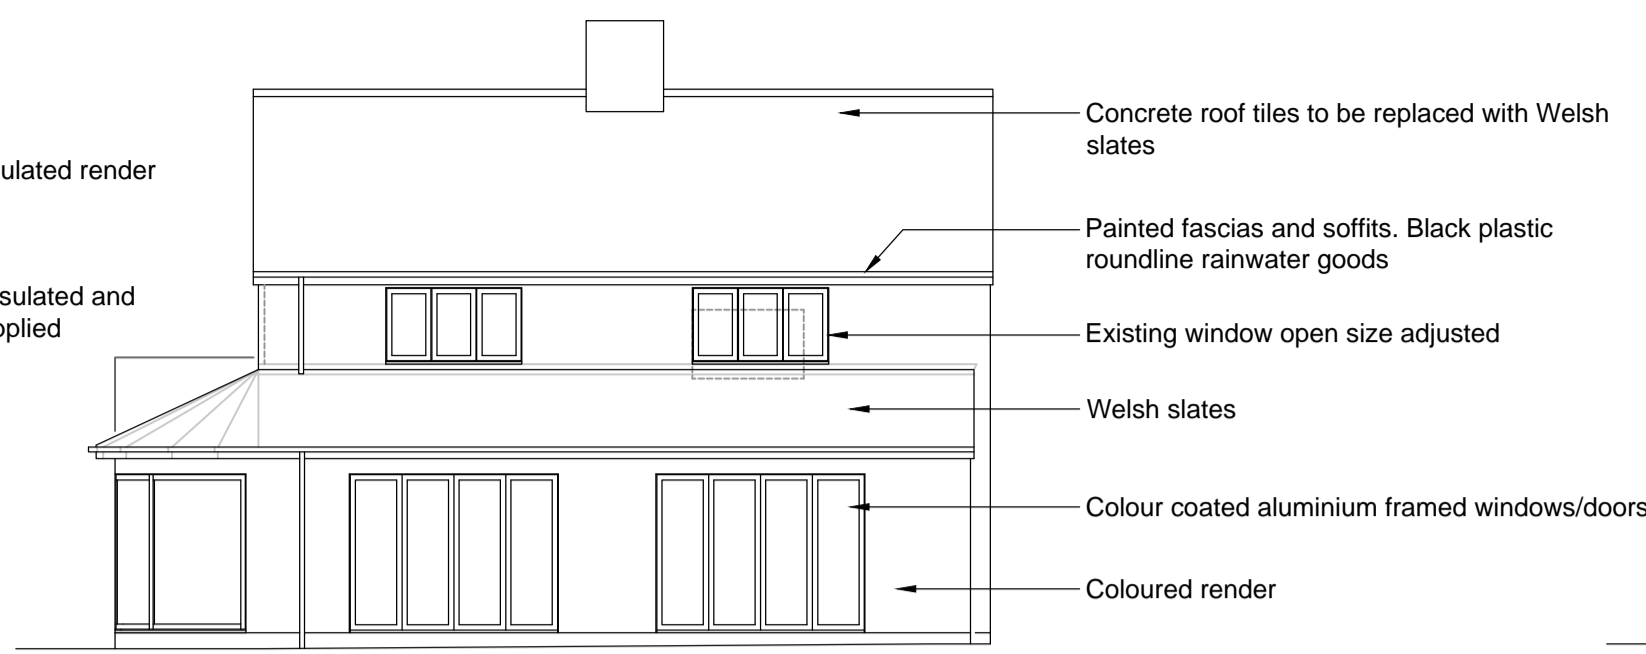 Concrete roof tiles to be replaced with Welsh
slates
ulated render
Painted fascias and soffits. Black plastic
roundline rainwater goods
sulated and
plied
Existing window open size adjusted
Welsh slates
Colour coated aluminium framed windows/doors
Coloured render